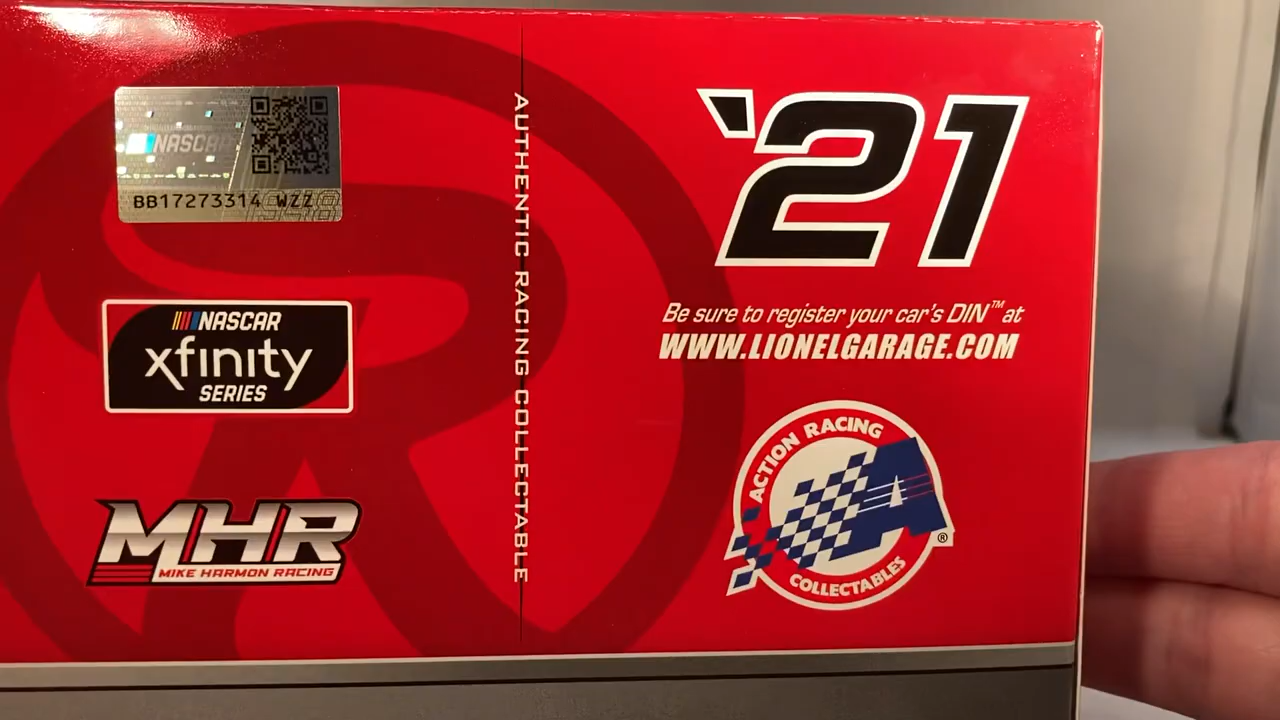 NASCAR
BB17273314 WZZ
NASCAR
xfinity
SERIES
MHR
MIKE HARMON RACING
AUTHENTIC RACING COLLECTABLE
'21
Be sure to register your car's DIN™ at
WWW.LIONELGARAGE.COM
ACTION RACING
COLLECTABLES
®